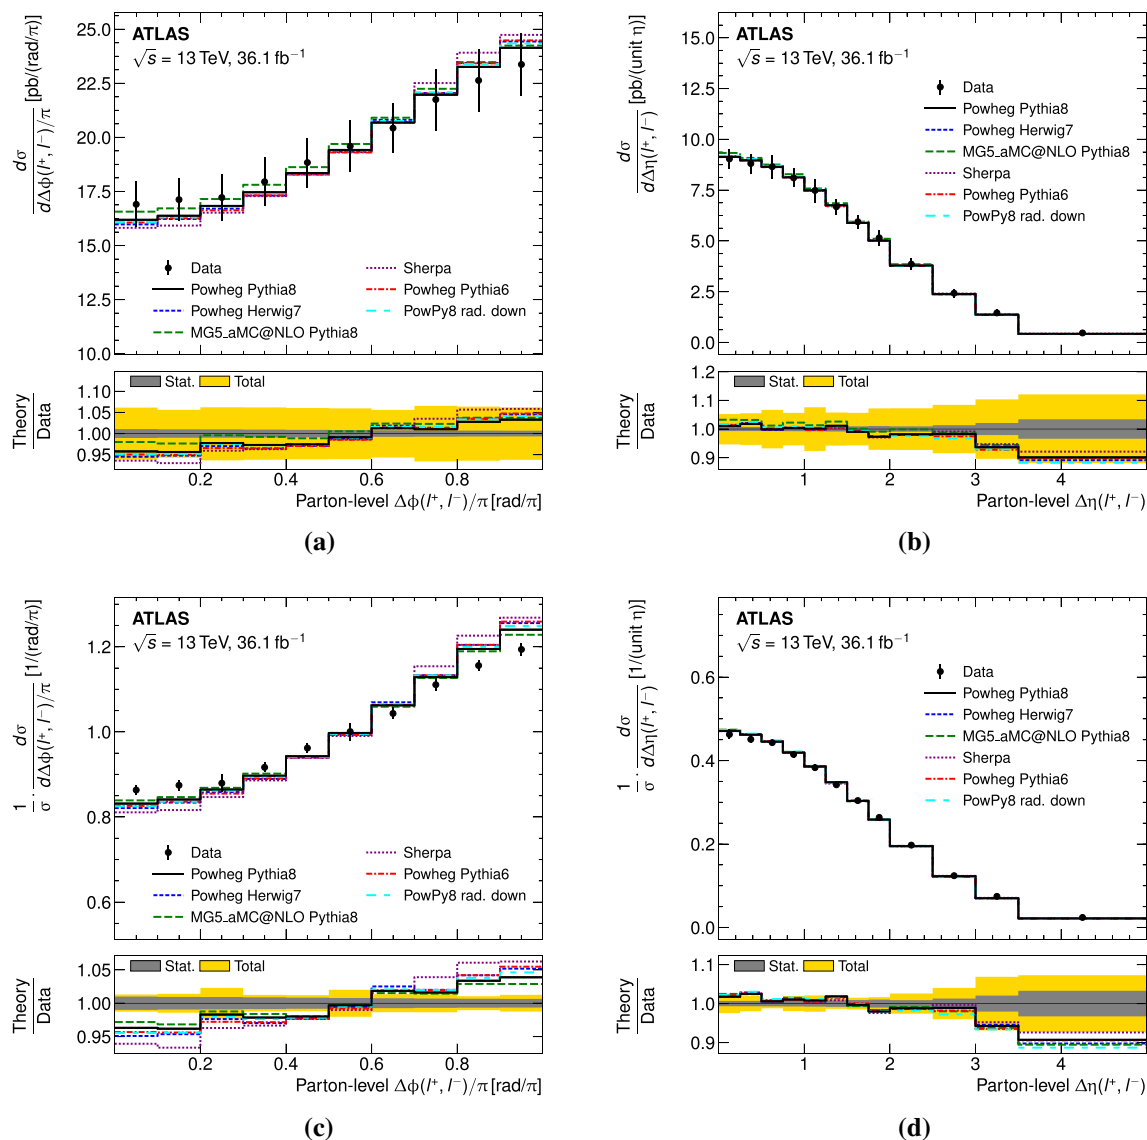 ATLAS
√s = 13 TeV, 36.1 fb⁻¹
dσ / dΔϕ(l⁺, l⁻)/π [pb/(rad/π)]
25.0
22.5
20.0
17.5
15.0
12.5
10.0
Data
Powheg Pythia8
Powheg Herwig7
MG5_aMC@NLO Pythia8
Sherpa
Powheg Pythia6
PowPy8 rad. down
Theory
Data
Stat.
Total
1.10
1.05
1.00
0.95
0.2 0.4 0.6 0.8
Parton-level Δϕ(l⁺, l⁻)/π [rad/π]
(a)
ATLAS
√s = 13 TeV, 36.1 fb⁻¹
dσ / dΔη(l⁺, l⁻) [pb/(unit η)]
15.0
12.5
10.0
7.5
5.0
2.5
0.0
Data
Powheg Pythia8
Powheg Herwig7
MG5_aMC@NLO Pythia8
Sherpa
Powheg Pythia6
PowPy8 rad. down
Theory
Data
Stat.
Total
1.2
1.1
1.0
0.9
1 2 3 4
Parton-level Δη(l⁺, l⁻)
(b)
ATLAS
√s = 13 TeV, 36.1 fb⁻¹
1/σ · dσ / dΔϕ(l⁺, l⁻)/π [1/(rad/π)]
1.2
1.0
0.8
0.6
Data
Powheg Pythia8
Powheg Herwig7
MG5_aMC@NLO Pythia8
Sherpa
Powheg Pythia6
PowPy8 rad. down
Theory
Data
Stat.
Total
1.05
1.00
0.95
0.2 0.4 0.6 0.8
Parton-level Δϕ(l⁺, l⁻)/π [rad/π]
(c)
ATLAS
√s = 13 TeV, 36.1 fb⁻¹
1/σ · dσ / dΔη(l⁺, l⁻) [1/(unit η)]
0.6
0.4
0.2
0.0
Data
Powheg Pythia8
Powheg Herwig7
MG5_aMC@NLO Pythia8
Sherpa
Powheg Pythia6
PowPy8 rad. down
Theory
Data
Stat.
Total
1.1
1.0
0.9
1 2 3 4
Parton-level Δη(l⁺, l⁻)
(d)